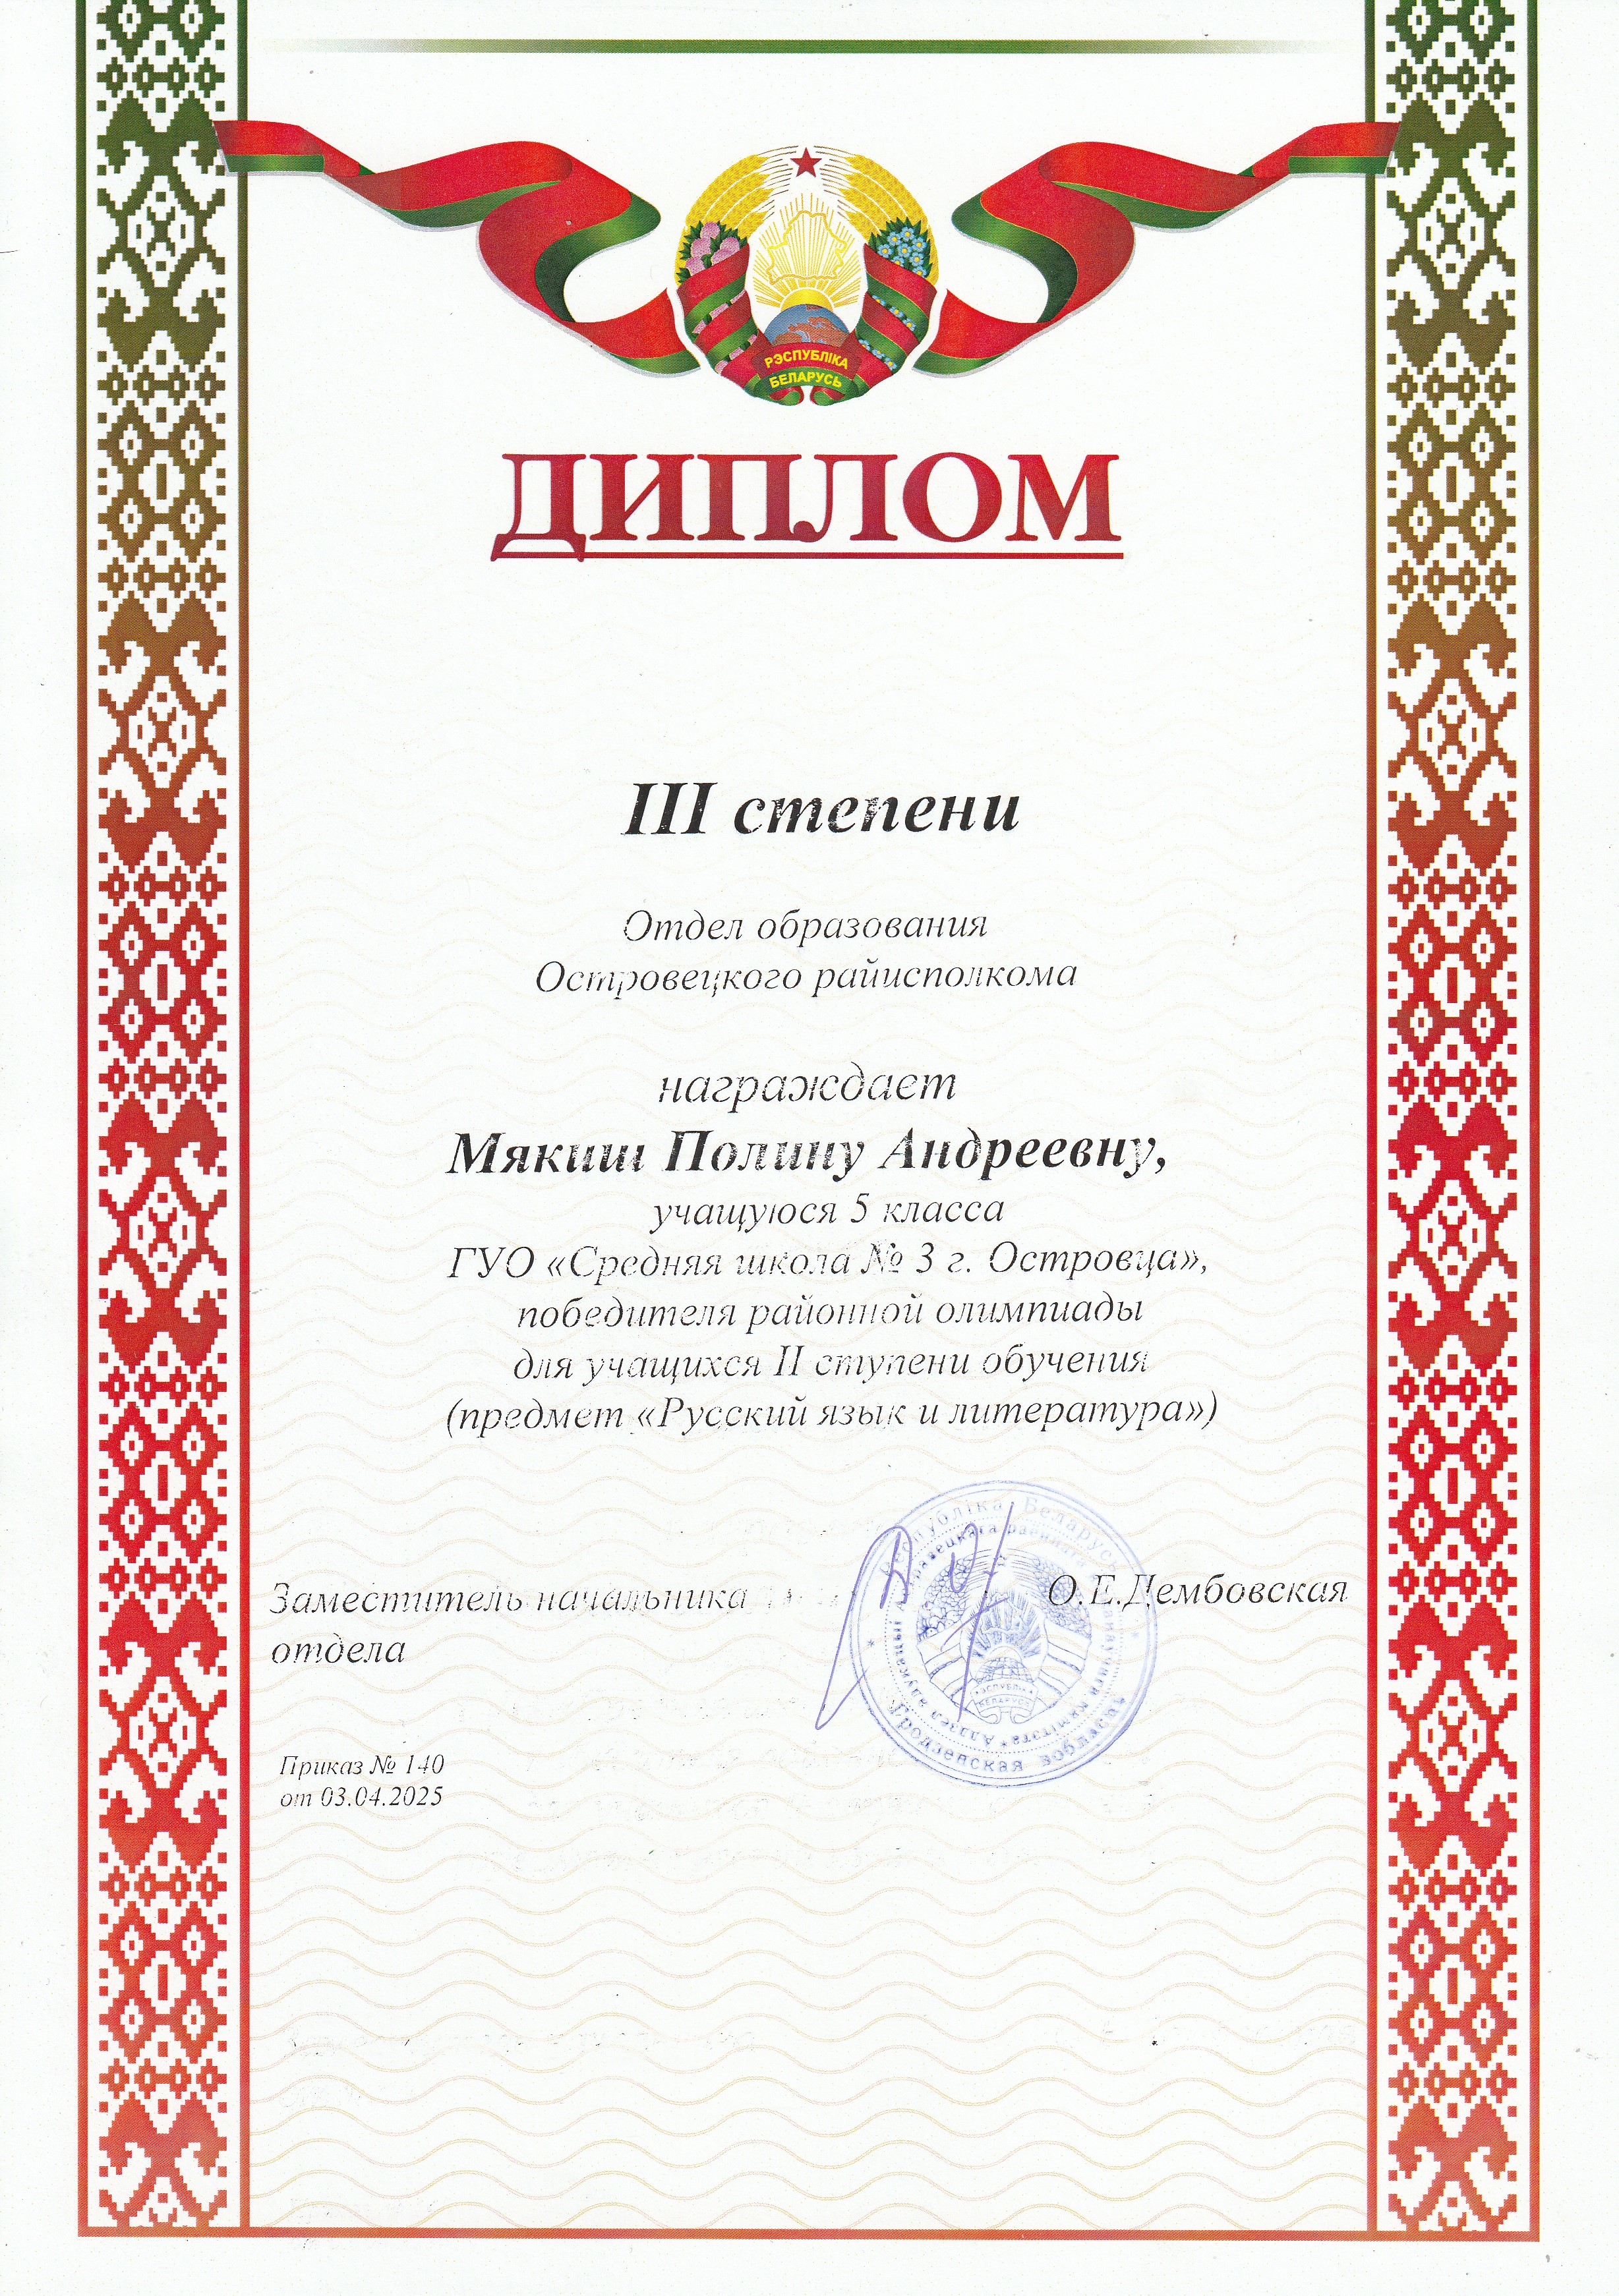 РЭСПУБЛІКА
БЕЛАРУСЬ
ДИПЛОМ
III степени
Отдел образования
Островецкого райисполкома
награждает
Мякиш Полину Андреевну,
учащуюся 5 класса
ГУО «Средняя школа № 3 г. Островца»,
победителя районной олимпиады
для учащихся II ступени обучения
(предмет «Русский язык и литература»)
Заместитель начальника
отдела
О.Е.Дембовская
Рэспубліка Беларусь
Гродзенская вобласць
БЕЛАРУСЬ
Приказ № 140
от 03.04.2025